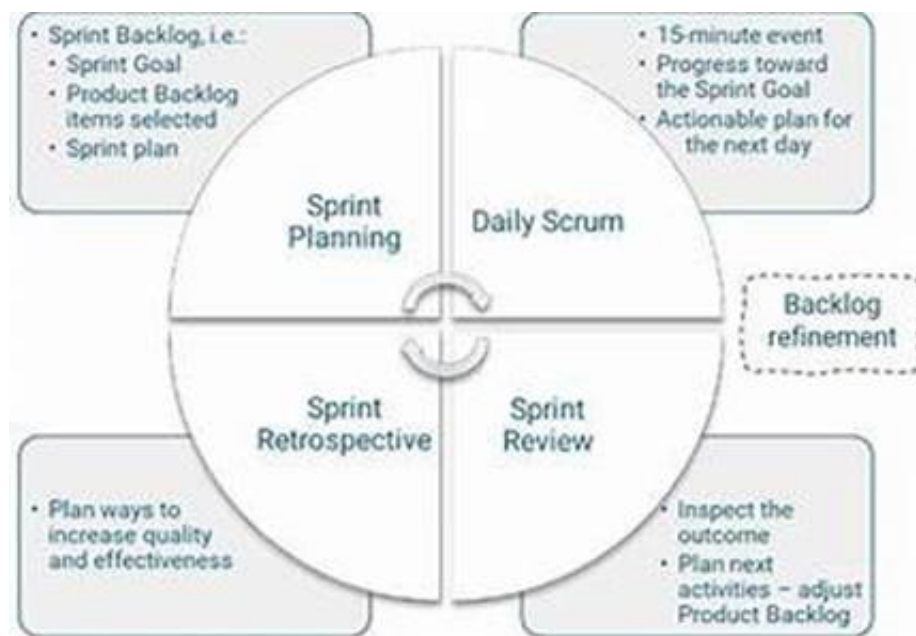 • Sprint Backlog, i.e.:
• Sprint Goal
• Product Backlog
items selected
• Sprint plan
• 15-minute event
• Progress toward
the Sprint Goal
• Actionable plan for
the next day
Sprint
Planning
Daily Scrum
Backlog
refinement
Sprint
Retrospective
Sprint
Review
• Plan ways to
increase quality
and effectiveness
• Inspect the
outcome
• Plan next
activities – adjust
Product Backlog